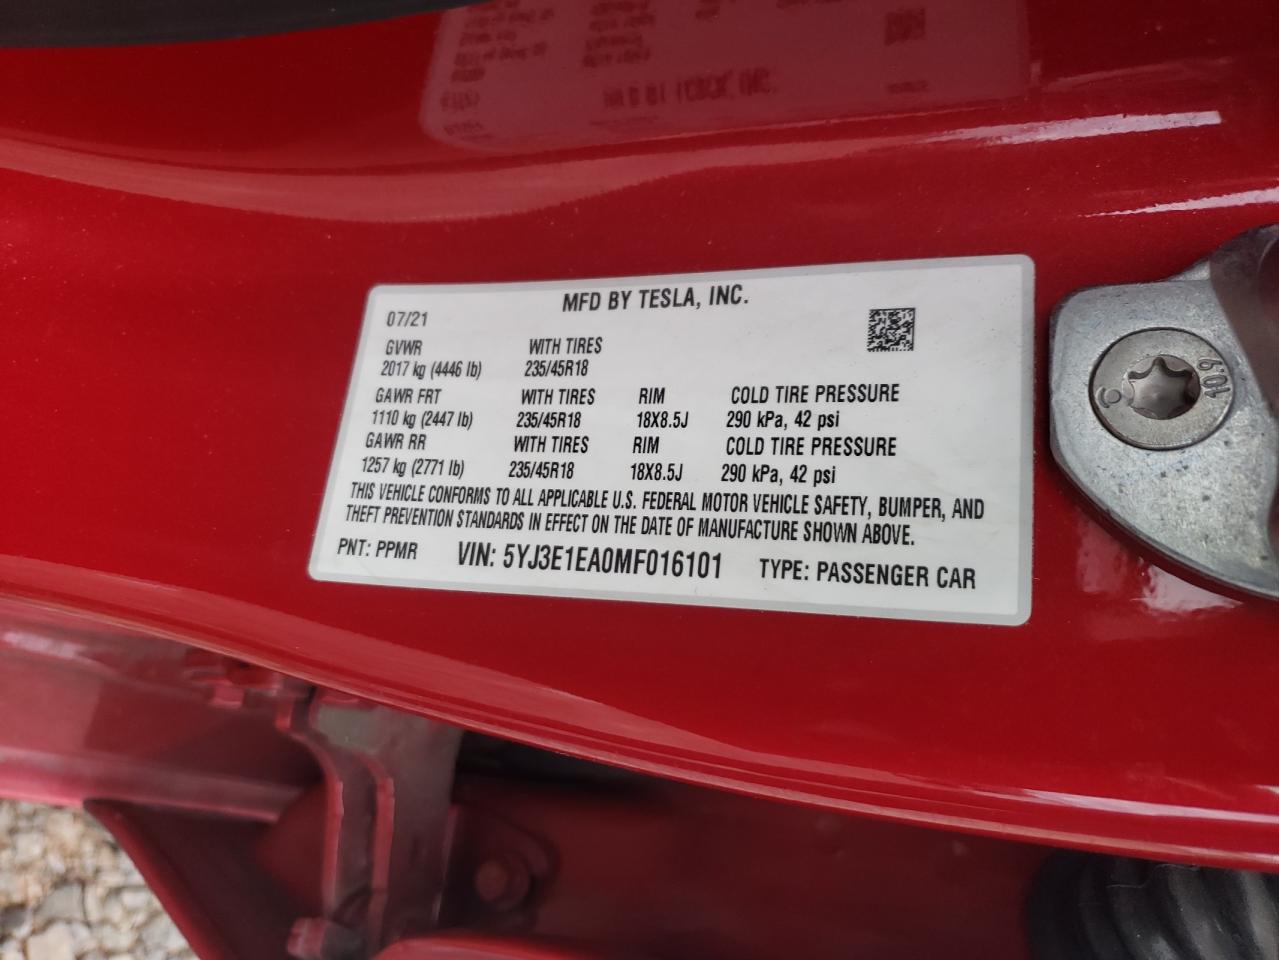 MFD BY TESLA, INC.
07/21
GVWR WITH TIRES
2017 kg (4446 lb) 235/45R18
GAWR FRT WITH TIRES RIM COLD TIRE PRESSURE
1110 kg (2447 lb) 235/45R18 18X8.5J 290 kPa, 42 psi
GAWR RR WITH TIRES RIM COLD TIRE PRESSURE
1257 kg (2771 lb) 235/45R18 18X8.5J 290 kPa, 42 psi
THIS VEHICLE CONFORMS TO ALL APPLICABLE U.S. FEDERAL MOTOR VEHICLE SAFETY, BUMPER, AND
THEFT PREVENTION STANDARDS IN EFFECT ON THE DATE OF MANUFACTURE SHOWN ABOVE.
PNT: PPMR VIN: 5YJ3E1EA0MF016101 TYPE: PASSENGER CAR
10.9